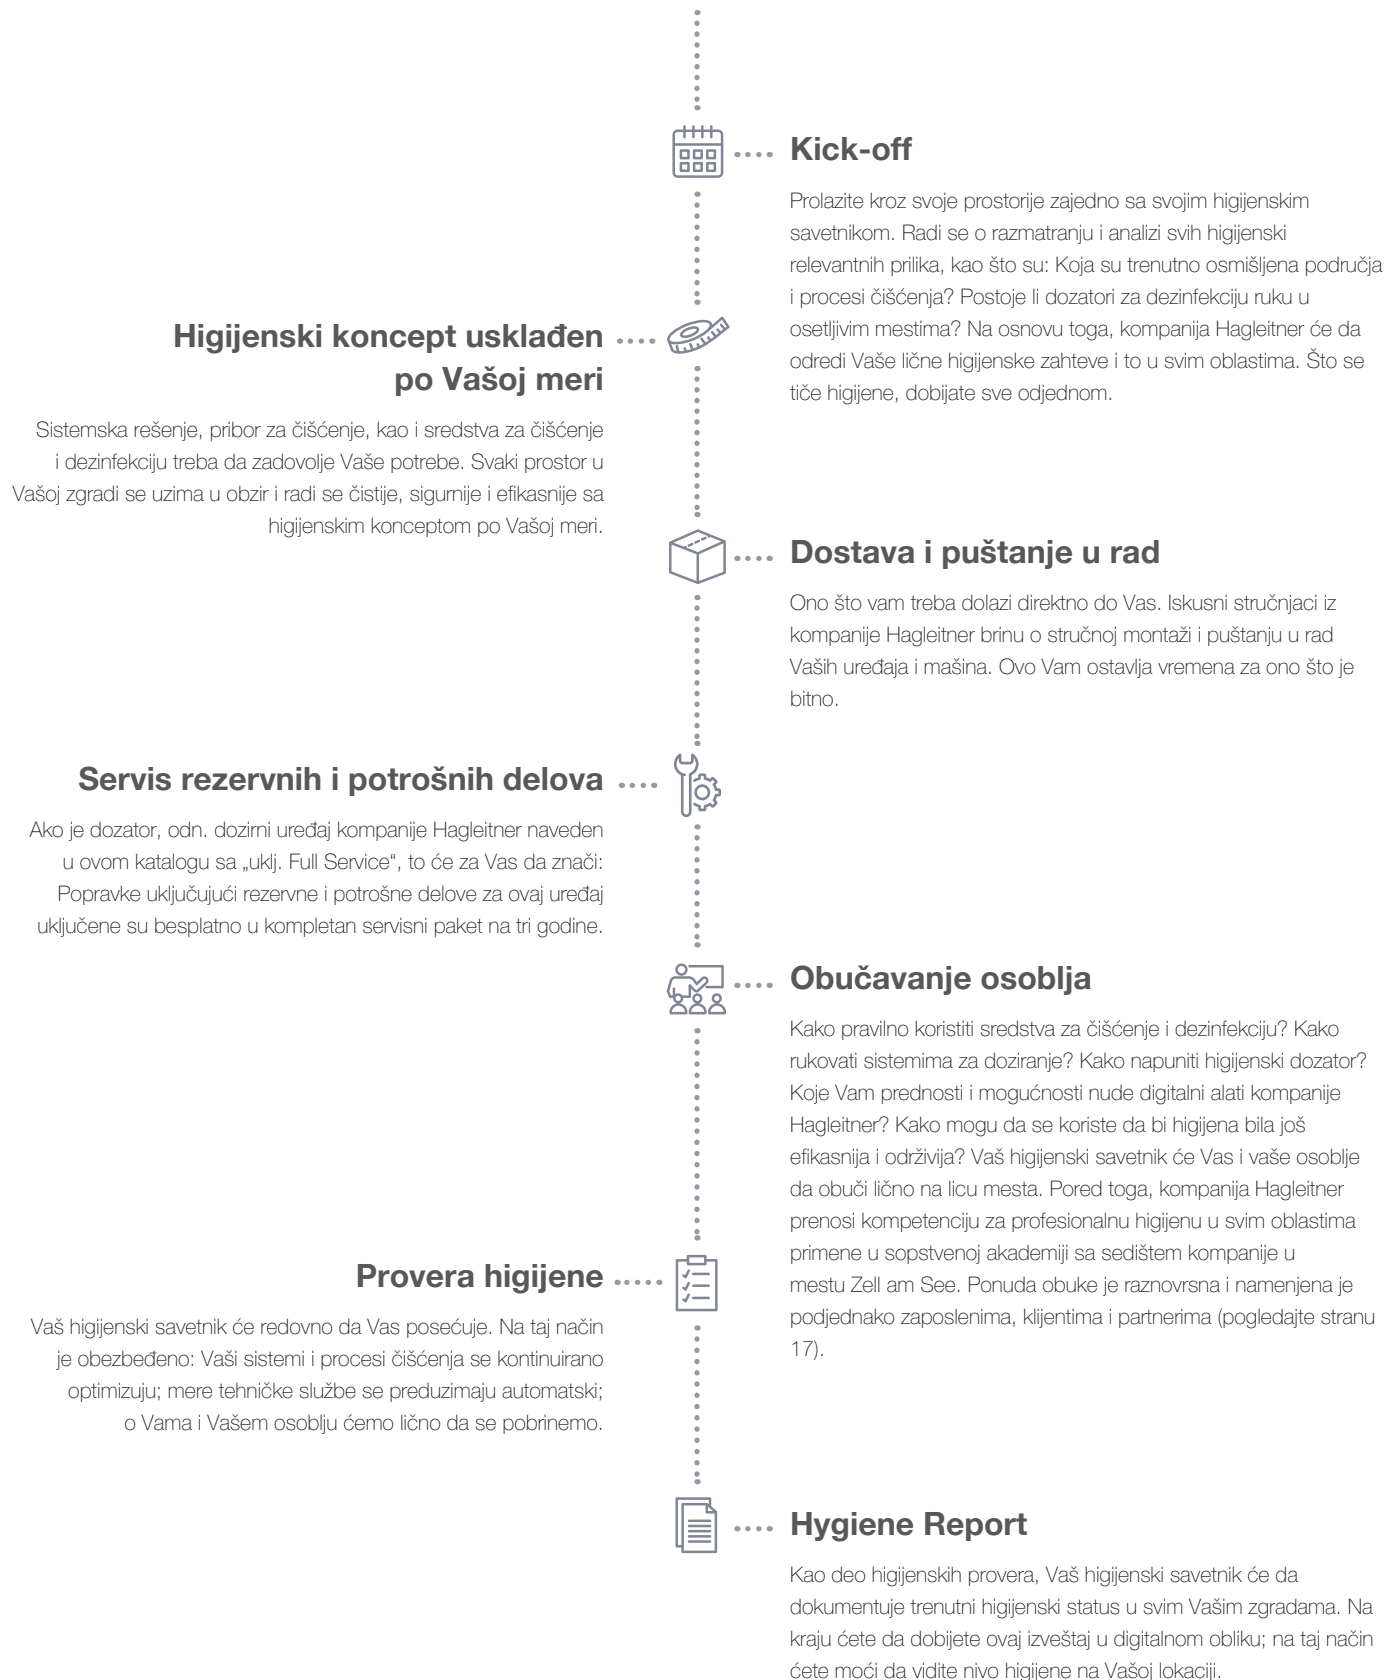 Kick-off
Prolazite kroz svoje prostorije zajedno sa svojim higijenskim
savetnikom. Radi se o razmatranju i analizi svih higijenski
relevantnih prilika, kao što su: Koja su trenutno osmišljena područja
i procesi čišćenja? Postoje li dozatori za dezinfekciju ruku u
osetljivim mestima? Na osnovu toga, kompanija Hagleitner će da
odredi Vaše lične higijenske zahteve i to u svim oblastima. Što se
tiče higijene, dobijate sve odjednom.
Higijenski koncept usklađen
po Vašoj meri
Sistemska rešenje, pribor za čišćenje, kao i sredstva za čišćenje
i dezinfekciju treba da zadovolje Vaše potrebe. Svaki prostor u
Vašoj zgradi se uzima u obzir i radi se čistije, sigurnije i efikasnije sa
higijenskim konceptom po Vašoj meri.
Dostava i puštanje u rad
Ono što vam treba dolazi direktno do Vas. Iskusni stručnjaci iz
kompanije Hagleitner brinu o stručnoj montaži i puštanju u rad
Vaših uređaja i mašina. Ovo Vam ostavlja vremena za ono što je
bitno.
Servis rezervnih i potrošnih delova
Ako je dozator, odn. dozirni uređaj kompanije Hagleitner naveden
u ovom katalogu sa „uklj. Full Service“, to će za Vas da znači:
Popravke uključujući rezervne i potrošne delove za ovaj uređaj
uključene su besplatno u kompletan servisni paket na tri godine.
Obučavanje osoblja
Kako pravilno koristiti sredstva za čišćenje i dezinfekciju? Kako
rukovati sistemima za doziranje? Kako napuniti higijenski dozator?
Koje Vam prednosti i mogućnosti nude digitalni alati kompanije
Hagleitner? Kako mogu da se koriste da bi higijena bila još
efikasnija i održivija? Vaš higijenski savetnik će Vas i vaše osoblje
da obuči lično na licu mesta. Pored toga, kompanija Hagleitner
prenosi kompetenciju za profesionalnu higijenu u svim oblastima
primene u sopstvenoj akademiji sa sedištem kompanije u
mestu Zell am See. Ponuda obuke je raznovrsna i namenjena je
podjednako zaposlenima, klijentima i partnerima (pogledajte stranu
17).
Provera higijene
Vaš higijenski savetnik će redovno da Vas posećuje. Na taj način
je obezbeđeno: Vaši sistemi i procesi čišćenja se kontinuirano
optimizuju; mere tehničke službe se preduzimaju automatski;
o Vama i Vašem osoblju ćemo lično da se pobrinemo.
Hygiene Report
Kao deo higijenskih provera, Vaš higijenski savetnik će da
dokumentuje trenutni higijenski status u svim Vašim zgradama. Na
kraju ćete da dobijete ovaj izveštaj u digitalnom obliku; na taj način
ćete moći da vidite nivo higijene na Vašoj lokaciji.